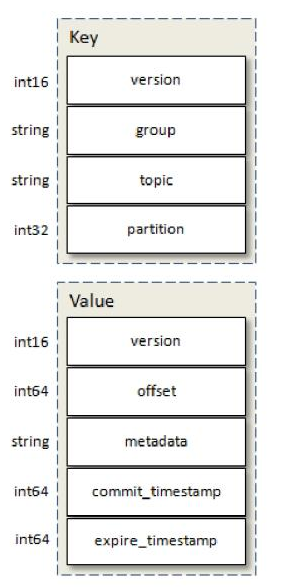 Key
int16 version
string group
string topic
int32 partition
Value
int16 version
int64 offset
string metadata
int64 commit_timestamp
int64 expire_timestamp